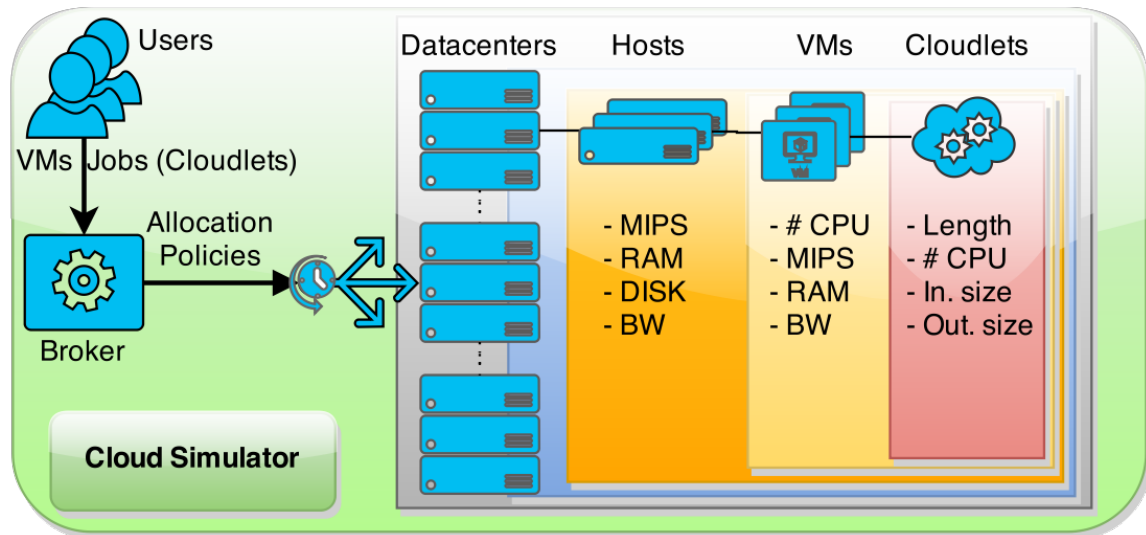 Users
VMs Jobs (Cloudlets)
Allocation
Policies
Broker
Cloud Simulator
Datacenters
Hosts
VMs
Cloudlets
VM
- MIPS
- RAM
- DISK
- BW
- # CPU
- MIPS
- RAM
- BW
- Length
- # CPU
- In. size
- Out. size